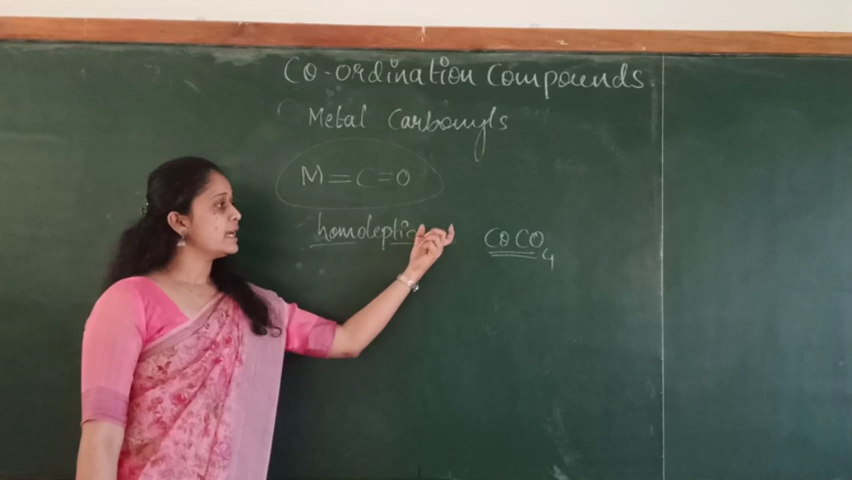 Co-ordination Compounds.
Metal Carbonyls
M=C=O
homoleptic
CoCO4